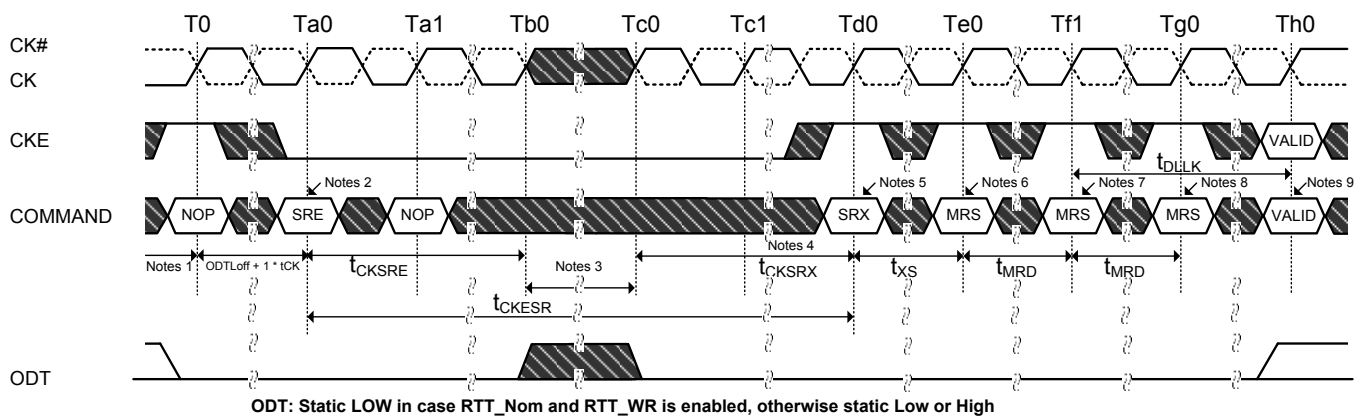 T0 Ta0 Ta1 Tb0 Tc0 Tc1 Td0 Te0 Tf1 Tg0 Th0
CK#
CK
CKE
VALID
tDLLK
Notes 2 Notes 5 Notes 6 Notes 7 Notes 8 Notes 9
COMMAND NOP SRE NOP SRX MRS MRS MRS VALID
Notes 1 ODTLoff + 1 * tCK tCKSRE Notes 3 Notes 4 tCKSRX tXS tMRD tMRD
tCKESR
ODT
ODT: Static LOW in case RTT_Nom and RTT_WR is enabled, otherwise static Low or High